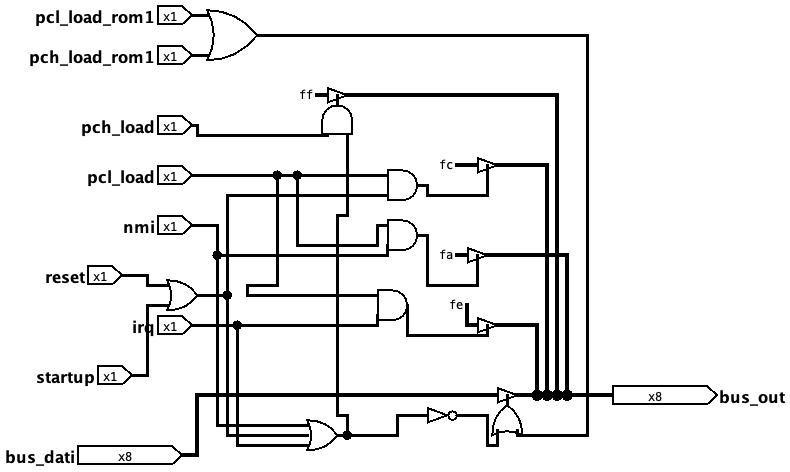 pcl_load_rom1 x1
pch_load_rom1 x1
ff
pch_load x1
fc
pcl_load x1
nmi x1
fa
reset x1
fe
irq x1
startup x1
x8 bus_out
bus_dati x8